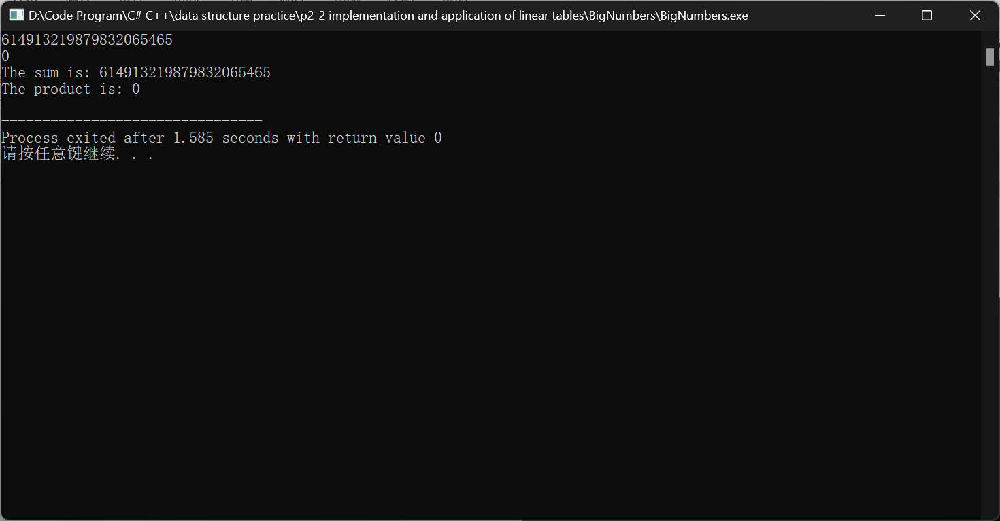 D:\Code Program\C# C++\data structure practice\p2-2 implementation and application of linear tables\BigNumbers\BigNumbers.exe
614913219879832065465
0
The sum is: 614913219879832065465
The product is: 0
--------------------------------
Process exited after 1.585 seconds with return value 0
请按任意键继续. . .